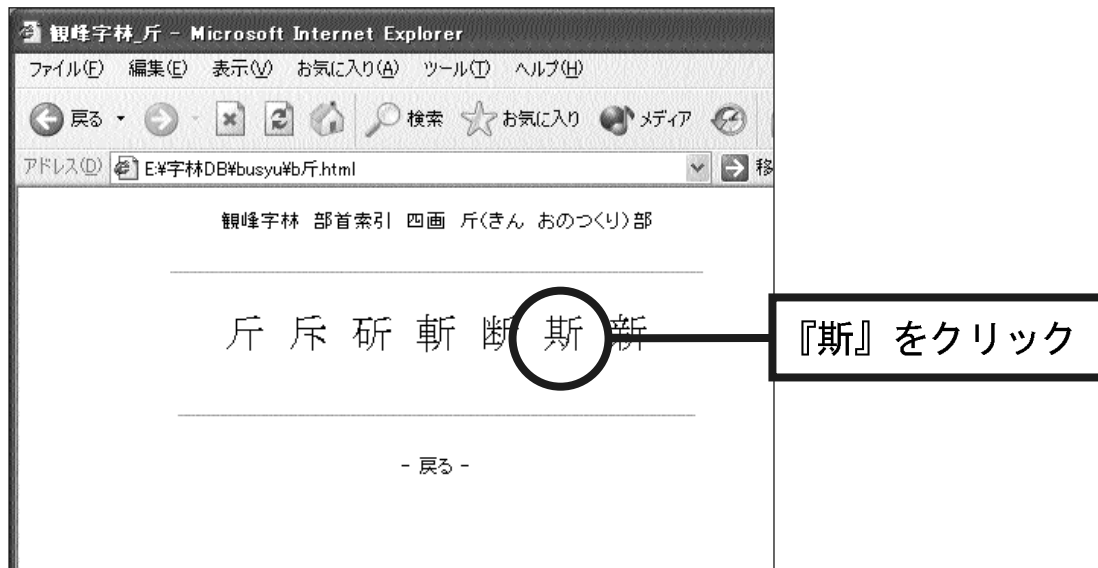 観峰字林_斤 - Microsoft Internet Explorer
ファイル(F) 編集(E) 表示(V) お気に入り(A) ツール(T) ヘルプ(H)
戻る 検索 お気に入り メディア
アドレス(D) E:¥字林DB¥busyu¥b斤.html 移
観峰字林 部首索引 四画 斤(きん おのつくり)部
斤 斥 斫 斬 断 斯 新
『斯』をクリック
- 戻る -